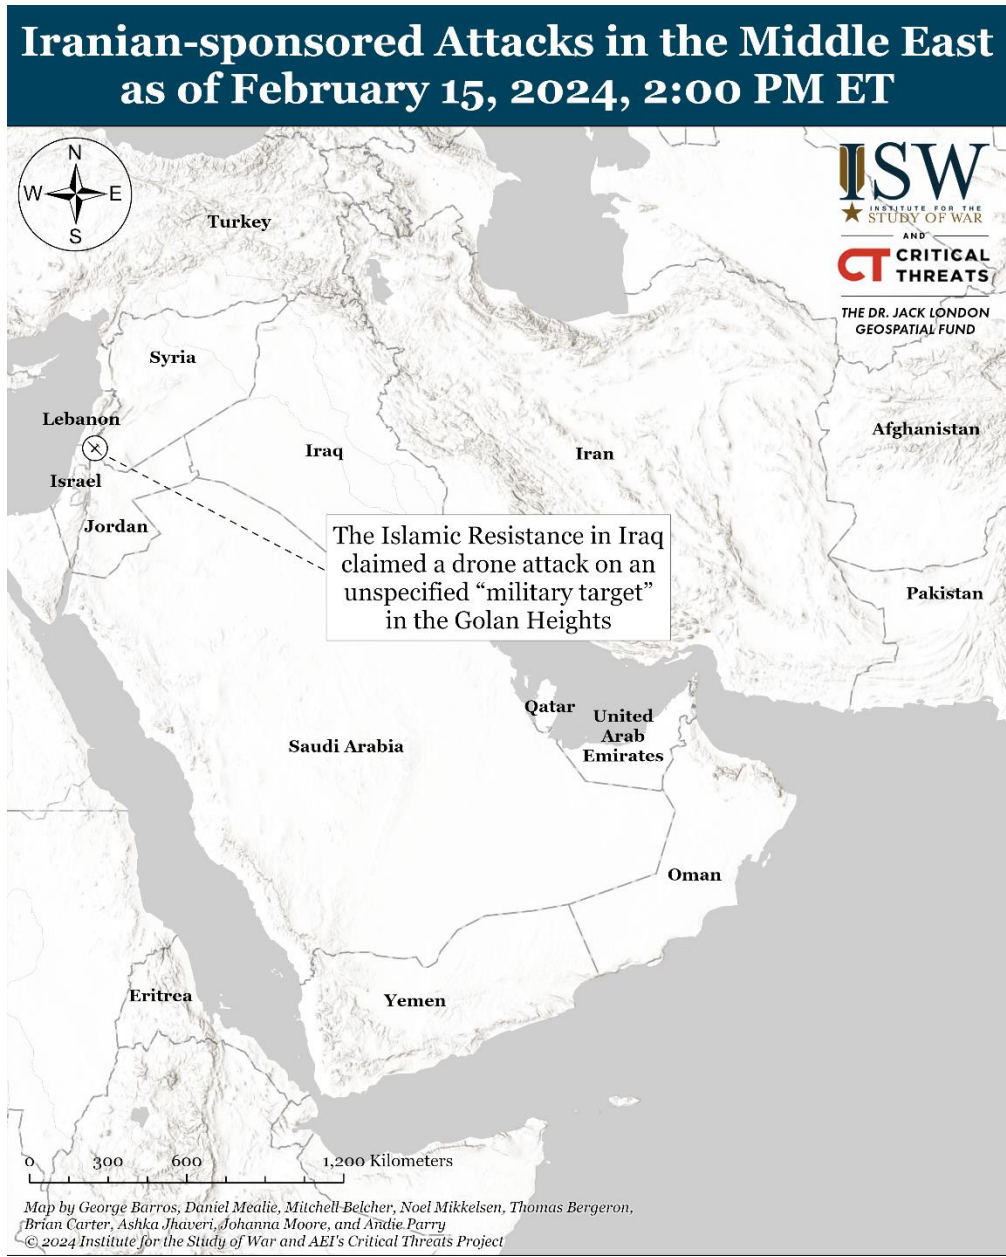 Iranian-sponsored Attacks in the Middle East
as of February 15, 2024, 2:00 PM ET
N
W
E
S
ISW
INSTITUTE FOR THE
STUDY OF WAR
AND
CT CRITICAL
THREATS
THE DR. JACK LONDON
GEOSPATIAL FUND
Turkey
Syria
Lebanon
Afghanistan
Iraq
Iran
Israel
Jordan
The Islamic Resistance in Iraq
claimed a drone attack on an
unspecified “military target”
in the Golan Heights
Pakistan
Qatar
United
Arab
Emirates
Saudi Arabia
Oman
Eritrea
Yemen
0 300 600 1,200 Kilometers
Map by George Barros, Daniel Mealie, Mitchell Belcher, Noel Mikkelsen, Thomas Bergeron,
Brian Carter, Ashka Jhaveri, Johanna Moore, and Andie Parry
© 2024 Institute for the Study of War and AEI's Critical Threats Project